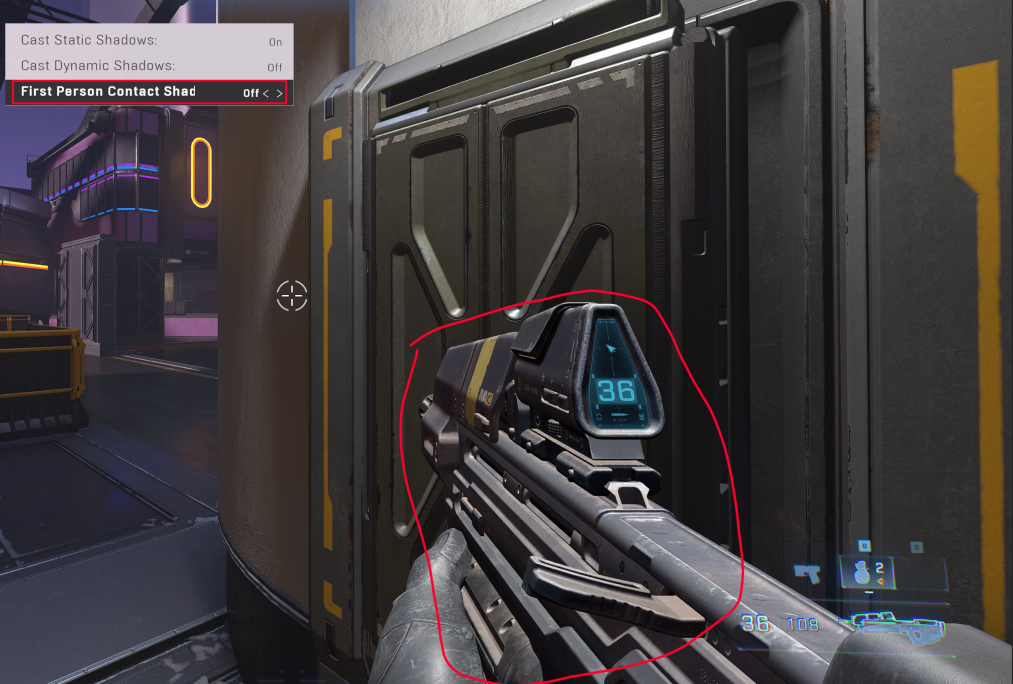 Cast Static Shadows:
On
Cast Dynamic Shadows:
Off
First Person Contact Shad
Off < >
36
2
36 108